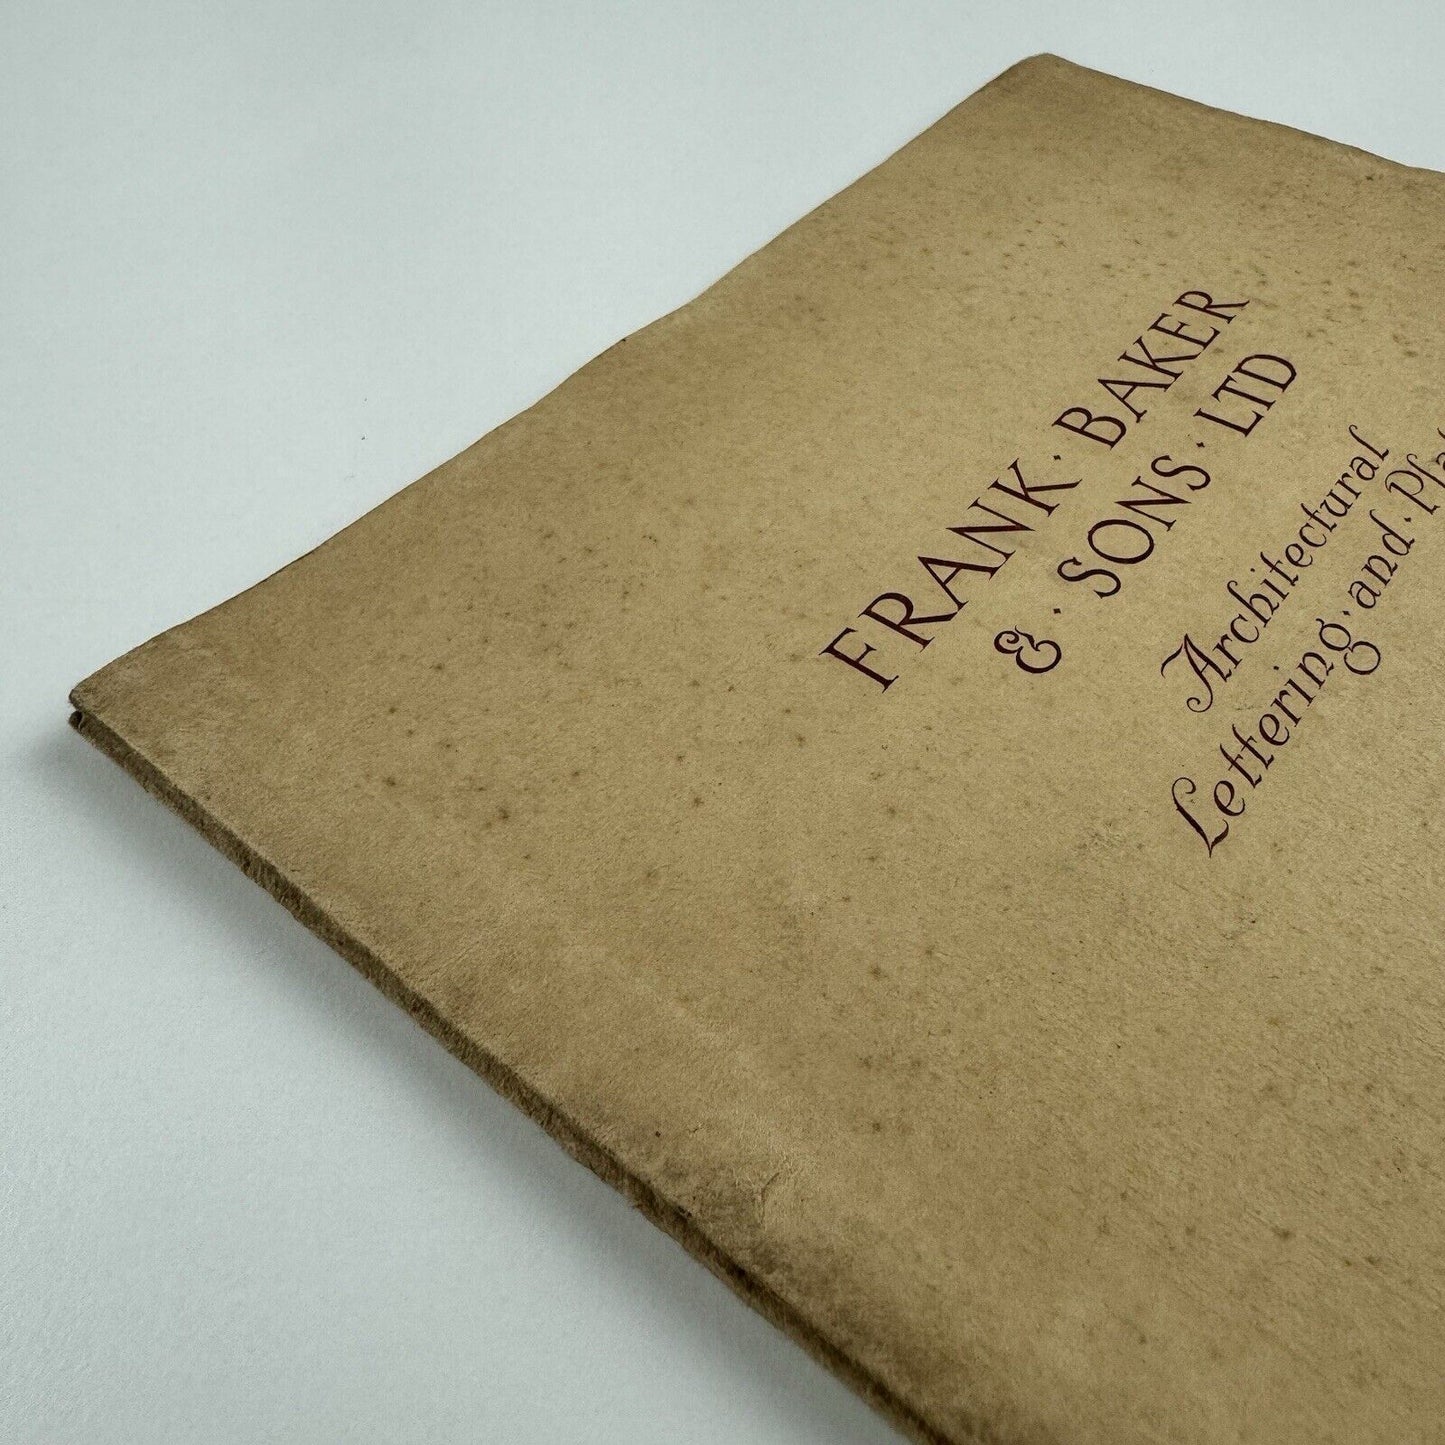 FRANK · BAKER
& · SONS · LTD
Architectural
Lettering · and ·